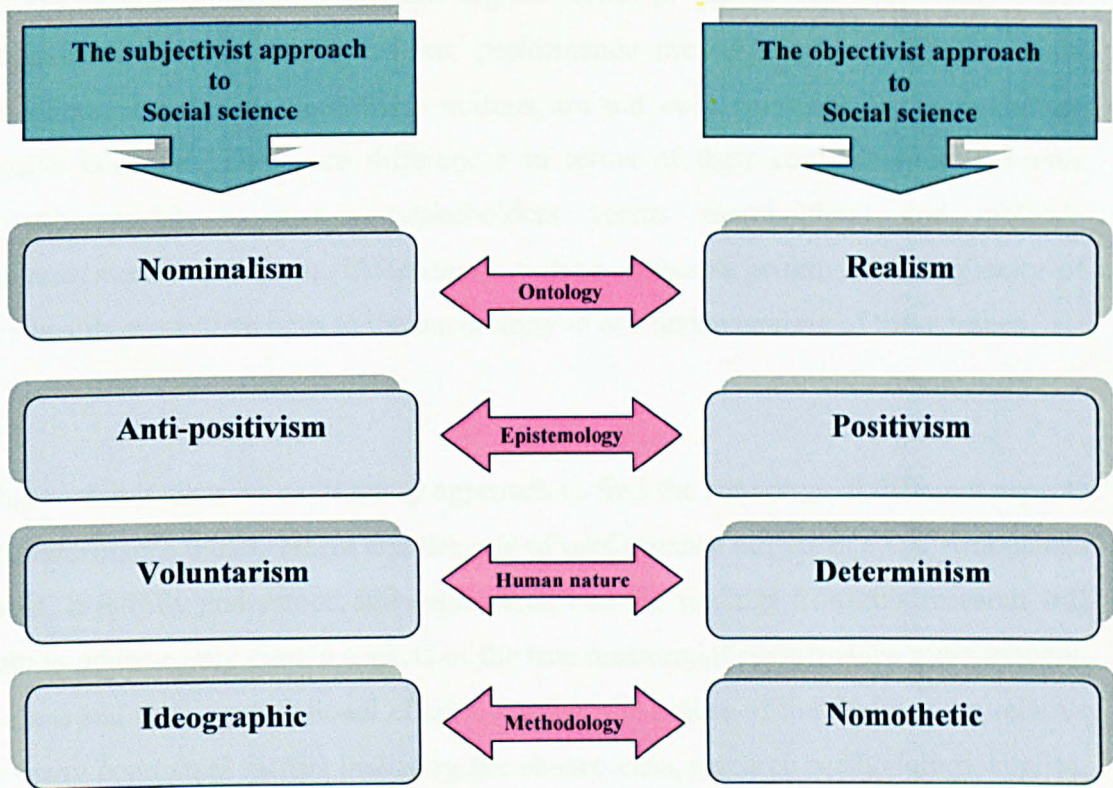 The subjectivist approach
to
Social science
The objectivist approach
to
Social science
Nominalism
Ontology
Realism
Anti-positivism
Epistemology
Positivism
Voluntarism
Human nature
Determinism
Ideographic
Methodology
Nomothetic